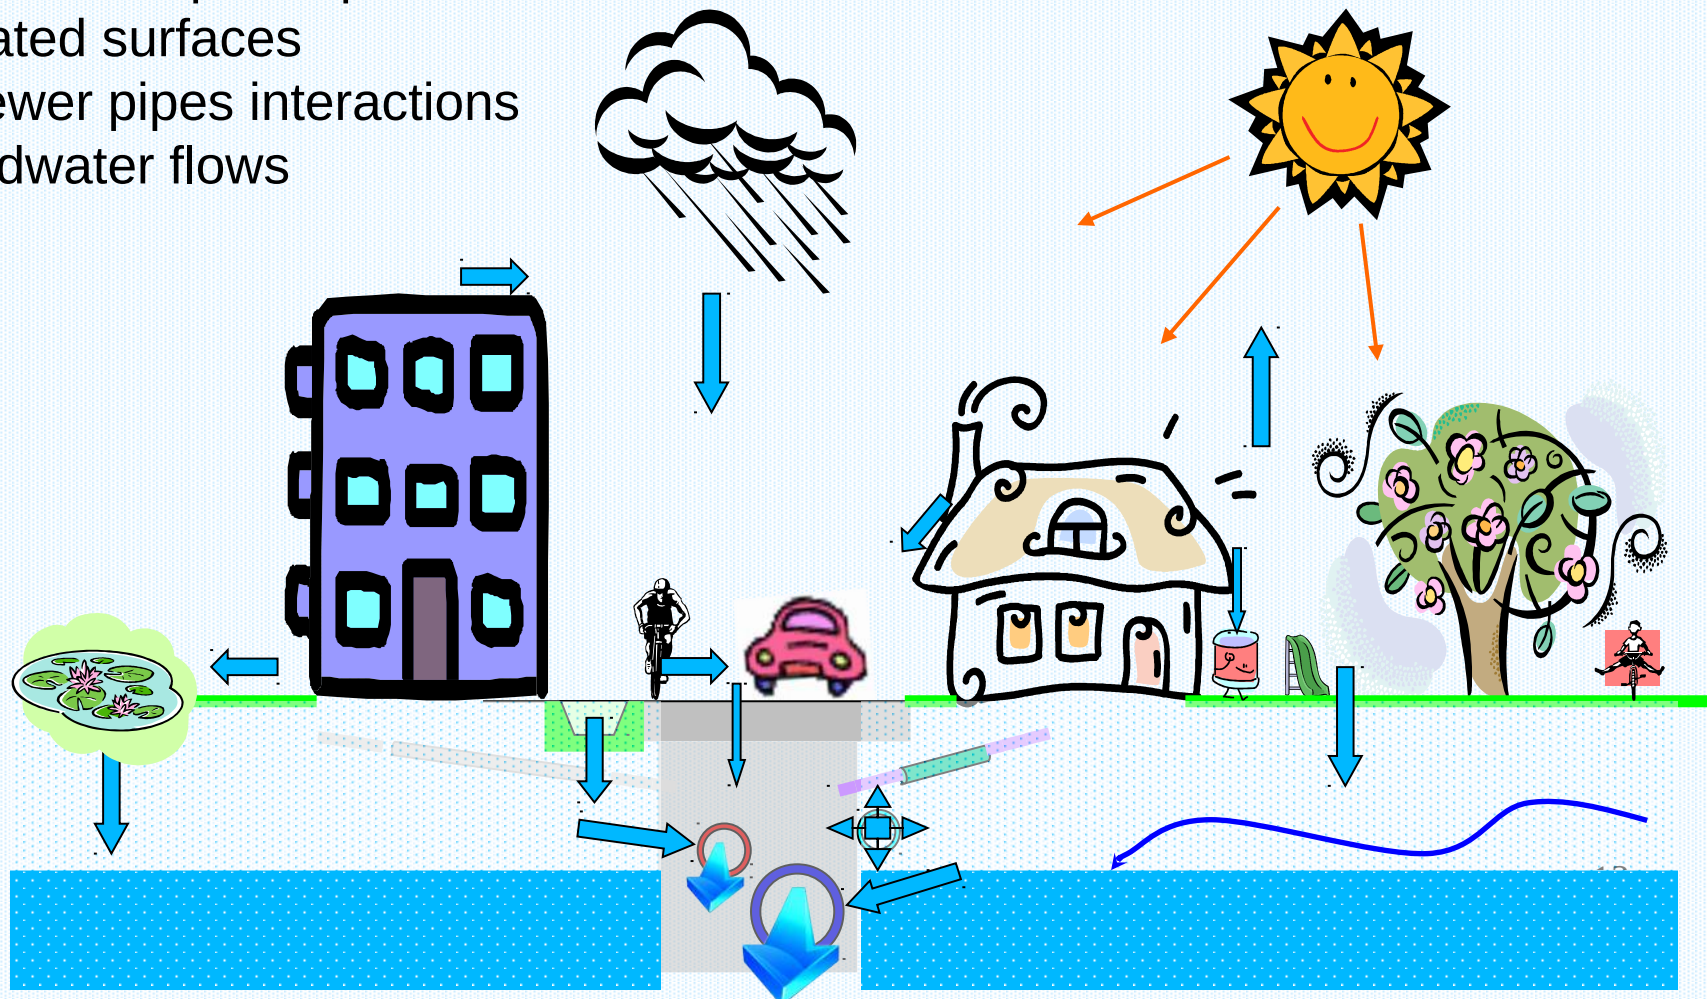 ated surfaces
ewer pipes interactions
dwater flows